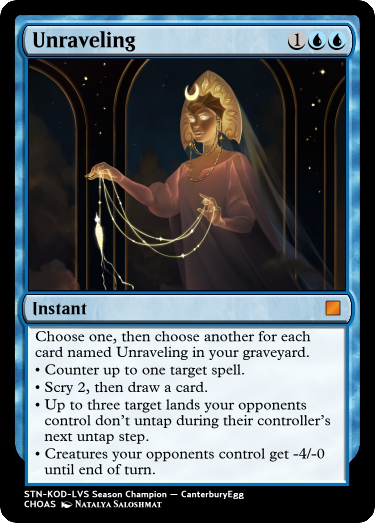 Unraveling 1
Instant
Choose one, then choose another for each
card named Unraveling in your graveyard.
• Counter up to one target spell.
• Scry 2, then draw a card.
• Up to three target lands your opponents
control don't untap during their controller's
next untap step.
• Creatures your opponents control get -4/-0
until end of turn.
STN-KOD-LVS Season Champion — CanterburyEgg
CHOAS Natalya Saloshmat